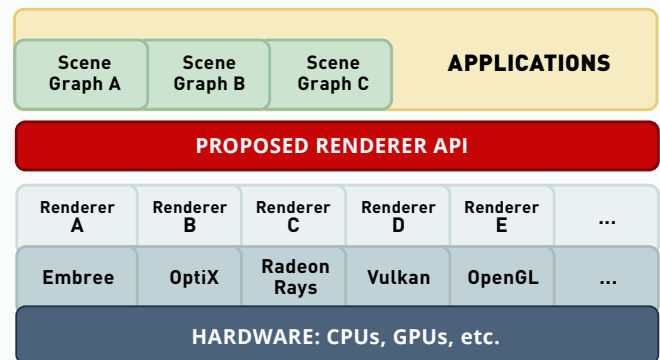 Scene
Graph A
Scene
Graph B
Scene
Graph C
APPLICATIONS
PROPOSED RENDERER API
Renderer
A
Renderer
B
Renderer
C
Renderer
D
Renderer
E
...
Embree
OptiX
Radeon
Rays
Vulkan
OpenGL
...
HARDWARE: CPUs, GPUs, etc.